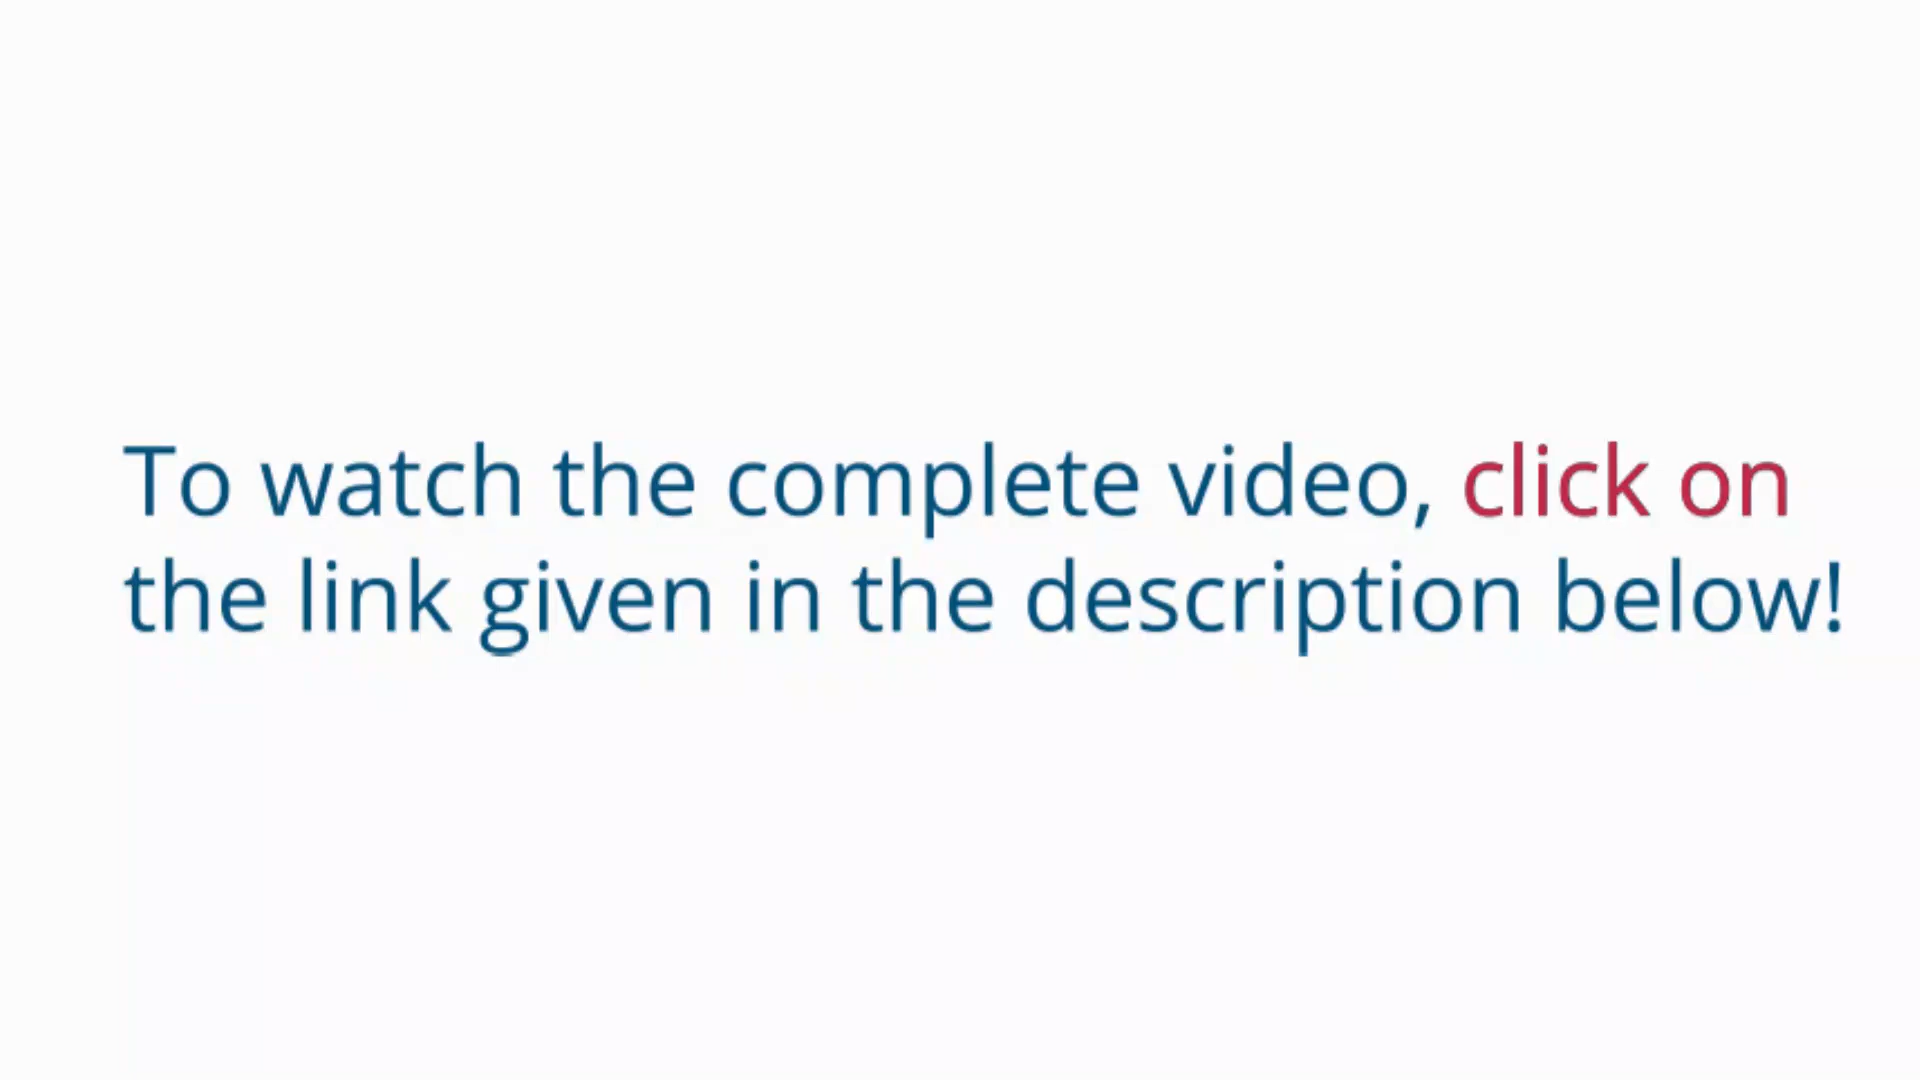 To watch the complete video, click on
the link given in the description below!